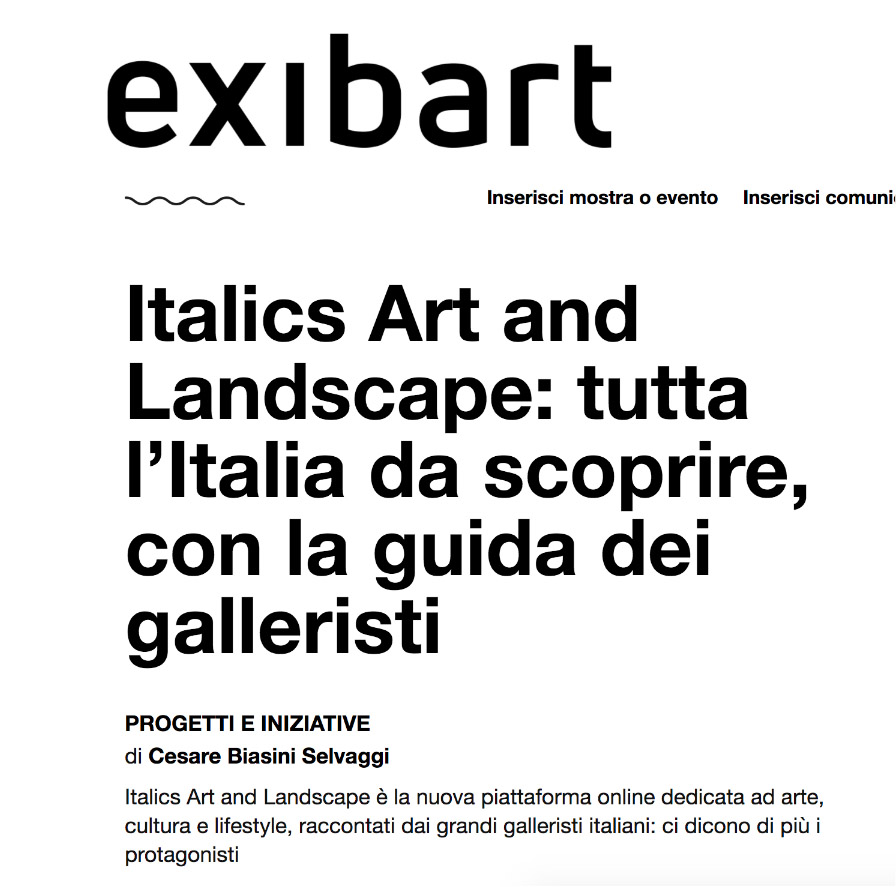 exibart
Inserisci mostra o evento Inserisci comuni
Italics Art and
Landscape: tutta
l’Italia da scoprire,
con la guida dei
galleristi
PROGETTI E INIZIATIVE
di Cesare Biasini Selvaggi
Italics Art and Landscape è la nuova piattaforma online dedicata ad arte,
cultura e lifestyle, raccontati dai grandi galleristi italiani: ci dicono di più i
protagonisti